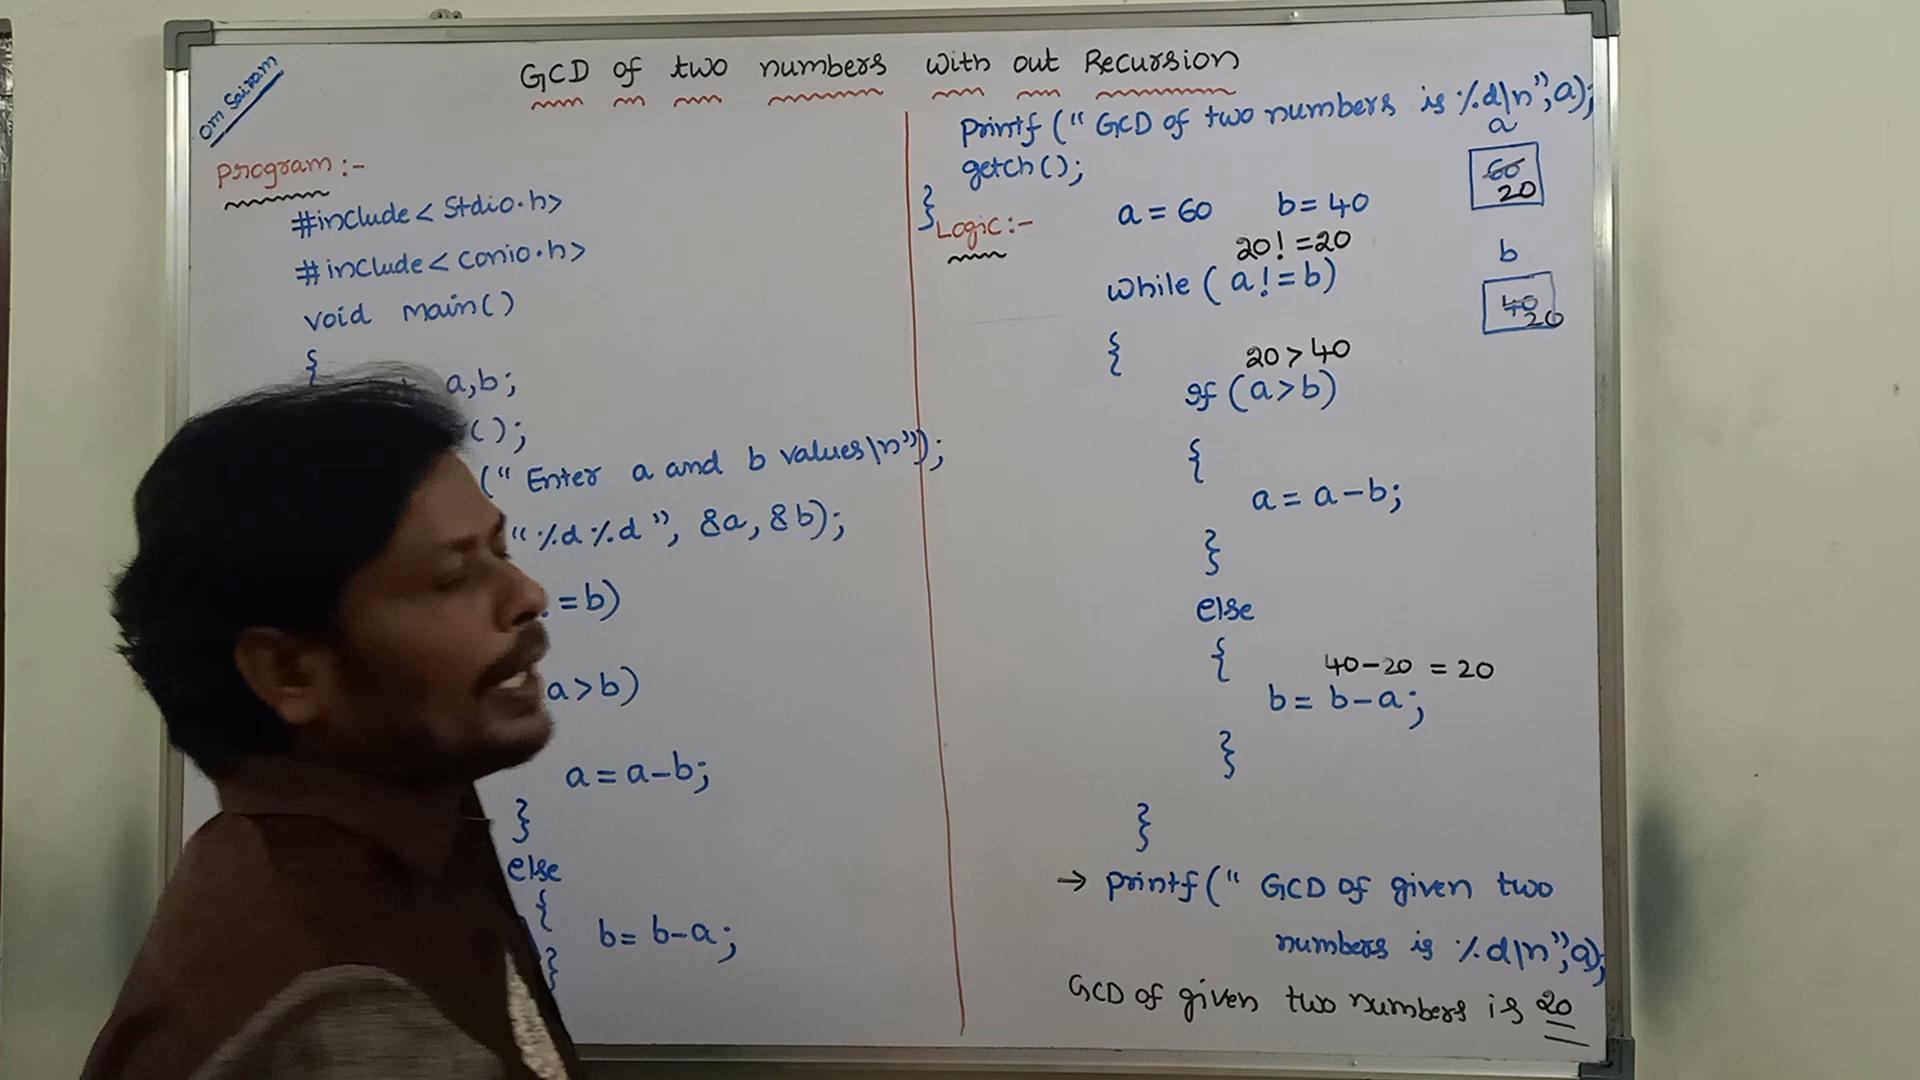 GCD of two numbers with out Recursion
Om Sairam
Program:-
#include< Stdio.h>
#include< conio.h>
void main()
{
a,b;
();
(" Enter a and b values\n");
"%d%d", &a, &b);
!=b)
a>b)
a=a-b;
}
else
{
b= b-a;
}
printf (" GCD of two numbers is %d\n",a);
getch();
}
Logic:-
a = 60 b= 40
20! =20
while ( a!=b)
{
20 > 40
if (a>b)
{
a= a-b;
}
else
{
40-20 = 20
b= b-a;
}
}
→ printf(" GCD of given two
numbers is %d\n",a);
GCD of given two numbers is 20
a
60
20
b
40
20